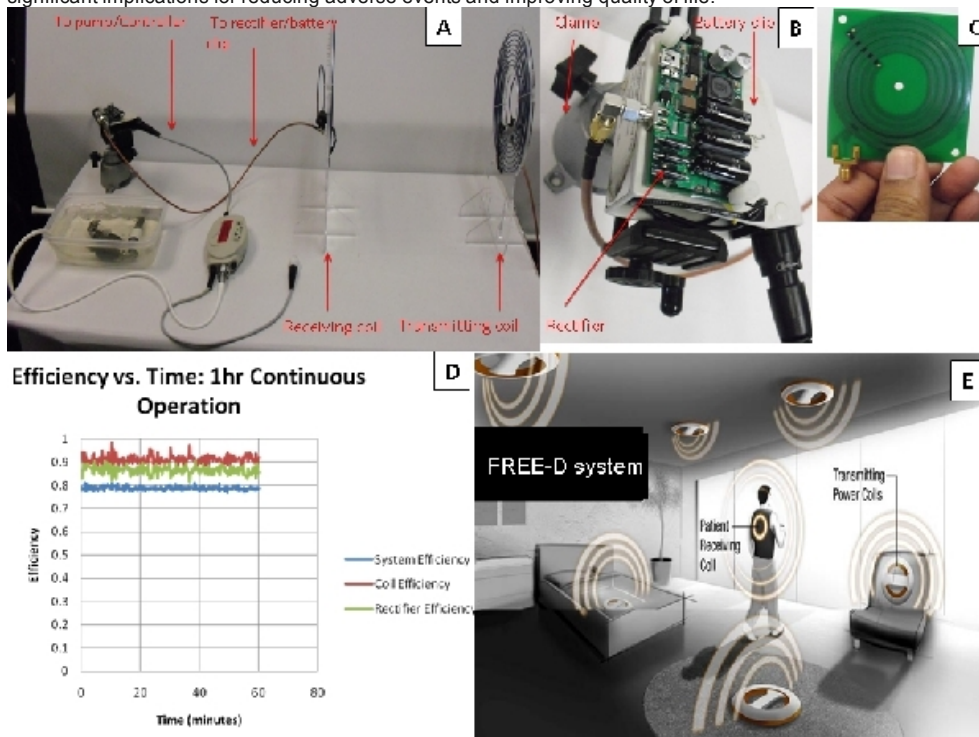 significant implications for reducing adverse events and improving quality of life.
To pump/controller
To rectifier/battery
A
Receiving coil
Transmitting coil
Clamp
Battery clip
B
Rectifier
C
Efficiency vs. Time: 1hr Continuous
Operation
D
Efficiency
1
0.9
0.8
0.7
0.6
0.5
0.4
0.3
0.2
0.1
0
0 20 40 60 80
Time (minutes)
System Efficiency
Coil Efficiency
Rectifier Efficiency
E
FREE-D system
Patient
Receiving
Coil
Transmitting
Power Coils